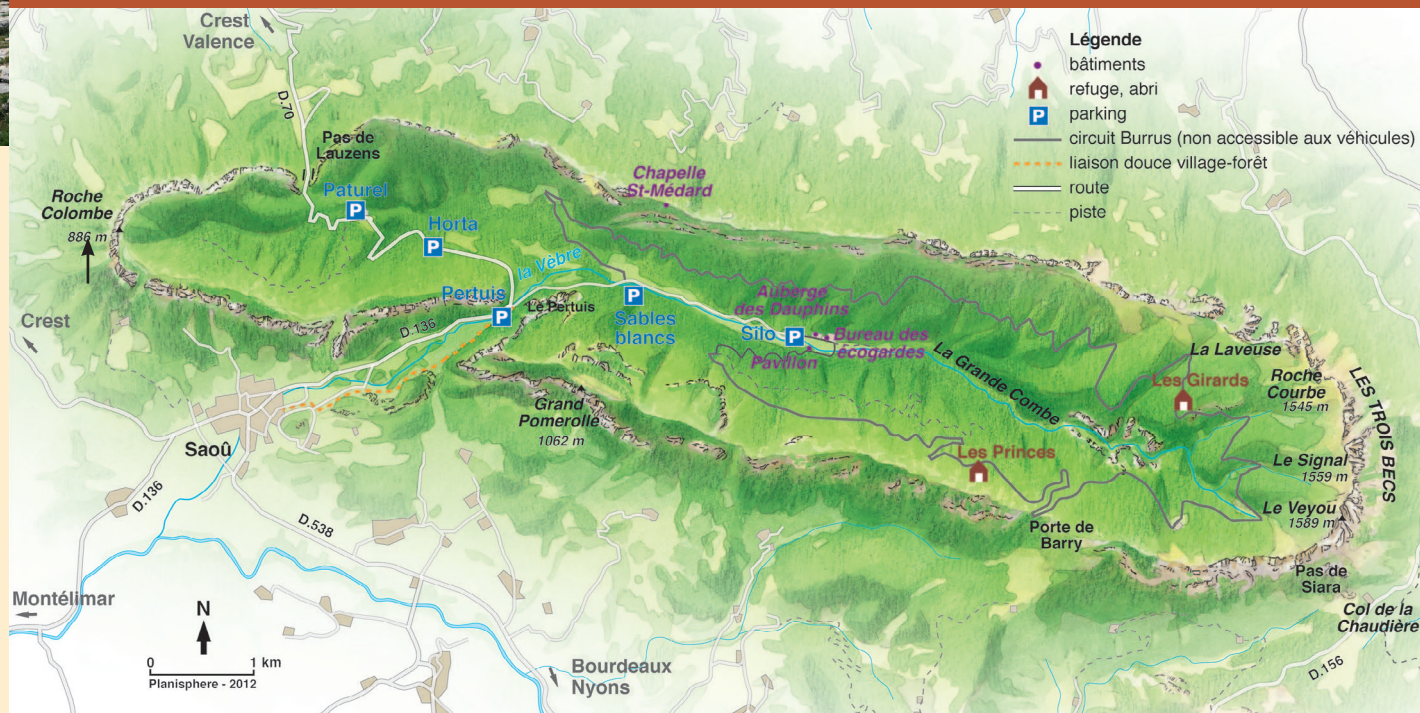 Crest
Valence
D.70
Pas de
Lauzens
Roche
Colombe
886 m
Paturel
P
Horta
P
Chapelle
St-Médard
Légende
bâtiments
refuge, abri
P
parking
circuit Burrus (non accessible aux véhicules)
liaison douce village-forêt
route
piste
la Vèbre
Pertuis
P
Le Pertuis
D.136
Crest
P
Sables
blancs
Auberge
des Dauphins
Silo
P
Bureau des
écogardes
Pavillon
La Grande Combe
La Laveuse
Les Girards
Roche
Courbe
1545 m
LES TROIS BECS
Grand
Pomerolle
1062 m
Saoû
Les Princes
Le Signal
1559 m
Le Veyou
1589 m
Porte de
Barry
Pas de
Siara
D.136
D.538
Montélimar
Col de la
Chaudière
D.156
N
0
1 km
Planisphere - 2012
Bourdeaux
Nyons